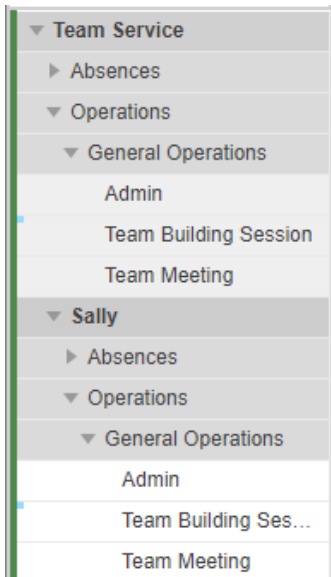 Team Service
Absences
Operations
General Operations
Admin
Team Building Session
Team Meeting
Sally
Absences
Operations
General Operations
Admin
Team Building Ses...
Team Meeting